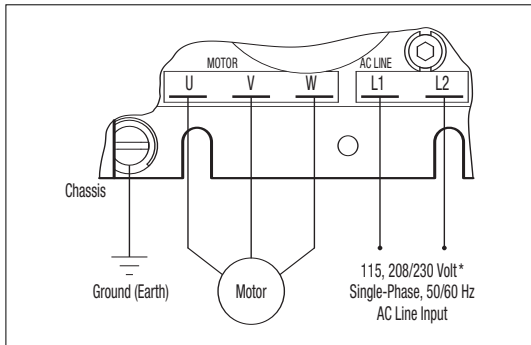 MOTOR
AC LINE
U
V
W
L1
L2
Chassis
Ground (Earth)
Motor
115, 208/230 Volt*
Single-Phase, 50/60 Hz
AC Line Input